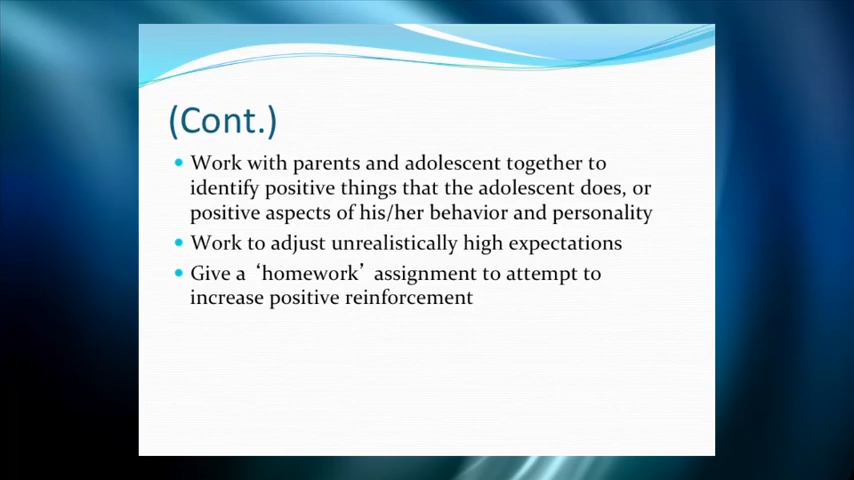 (Cont.)
Work with parents and adolescent together to
identify positive things that the adolescent does, or
positive aspects of his/her behavior and personality
Work to adjust unrealistically high expectations
Give a ‘homework’ assignment to attempt to
increase positive reinforcement